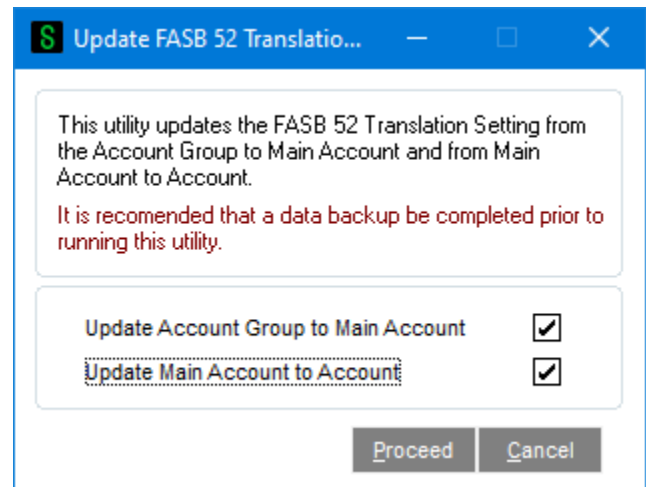 S Update FASB 52 Translatio...
This utility updates the FASB 52 Translation Setting from
the Account Group to Main Account and from Main
Account to Account.
It is recomended that a data backup be completed prior to
running this utility.
Update Account Group to Main Account
Update Main Account to Account
Proceed Cancel